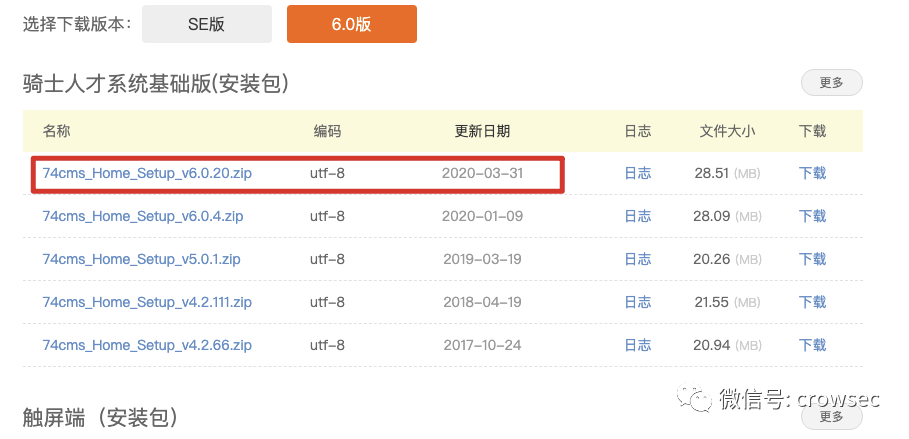 选择下载版本： SE版 6.0版
骑士人才系统基础版(安装包) 更多
名称 编码 更新日期 日志 文件大小 下载
74cms_Home_Setup_v6.0.20.zip utf-8 2020-03-31 日志 28.51 (MB) 下载
74cms_Home_Setup_v6.0.4.zip utf-8 2020-01-09 日志 28.09 (MB) 下载
74cms_Home_Setup_v5.0.1.zip utf-8 2019-03-19 日志 20.26 (MB) 下载
74cms_Home_Setup_v4.2.111.zip utf-8 2018-04-19 日志 21.55 (MB) 下载
74cms_Home_Setup_v4.2.66.zip utf-8 2017-10-24 日志 20.94 (MB) 下载
微信号: crowsec
触屏端（安装包） 更多